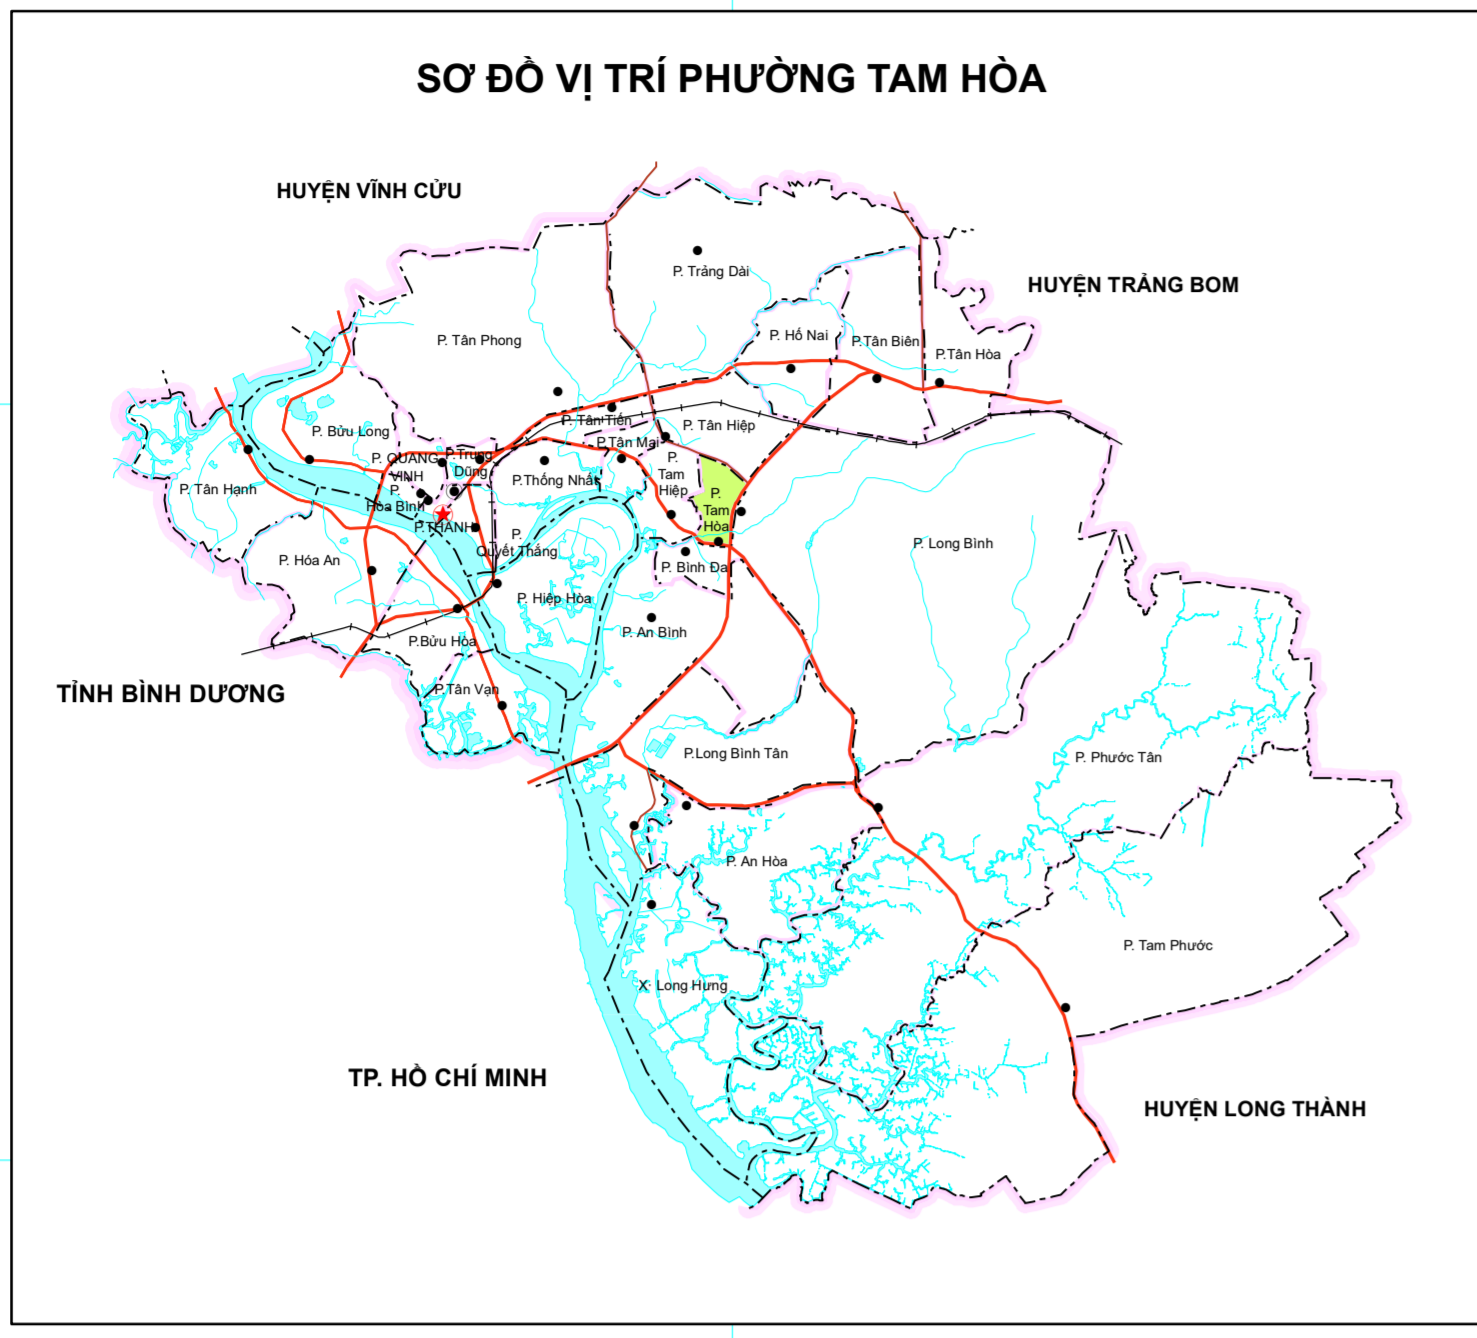 SƠ ĐỒ VỊ TRÍ PHƯỜNG TAM HÒA
HUYỆN VĨNH CỬU
P. Trảng Dài
HUYỆN TRẢNG BOM
P. Tân Phong
P. Hố Nai
P.Tân Biên
P.Tân Hòa
P. Bửu Long
P. Tân Tiến
P. Tân Hiệp
P.Tân Mai
P. QUANG
VINH
P.Trung
Dũng
P.Thống Nhất
P.
Tam
Hiệp
P. Tân Hạnh
P.
Hòa Bình
P.
Tam
Hòa
P.THANH
P.
Quyết Thắng
P. Long Bình
P. Hóa An
P. Bình Đa
P. Hiệp Hòa
P. An Bình
P.Bửu Hòa
TỈNH BÌNH DƯƠNG
P.Tân Vạn
P.Long Bình Tân
P. Phước Tân
P. An Hòa
P. Tam Phước
X. Long Hưng
TP. HỒ CHÍ MINH
HUYỆN LONG THÀNH